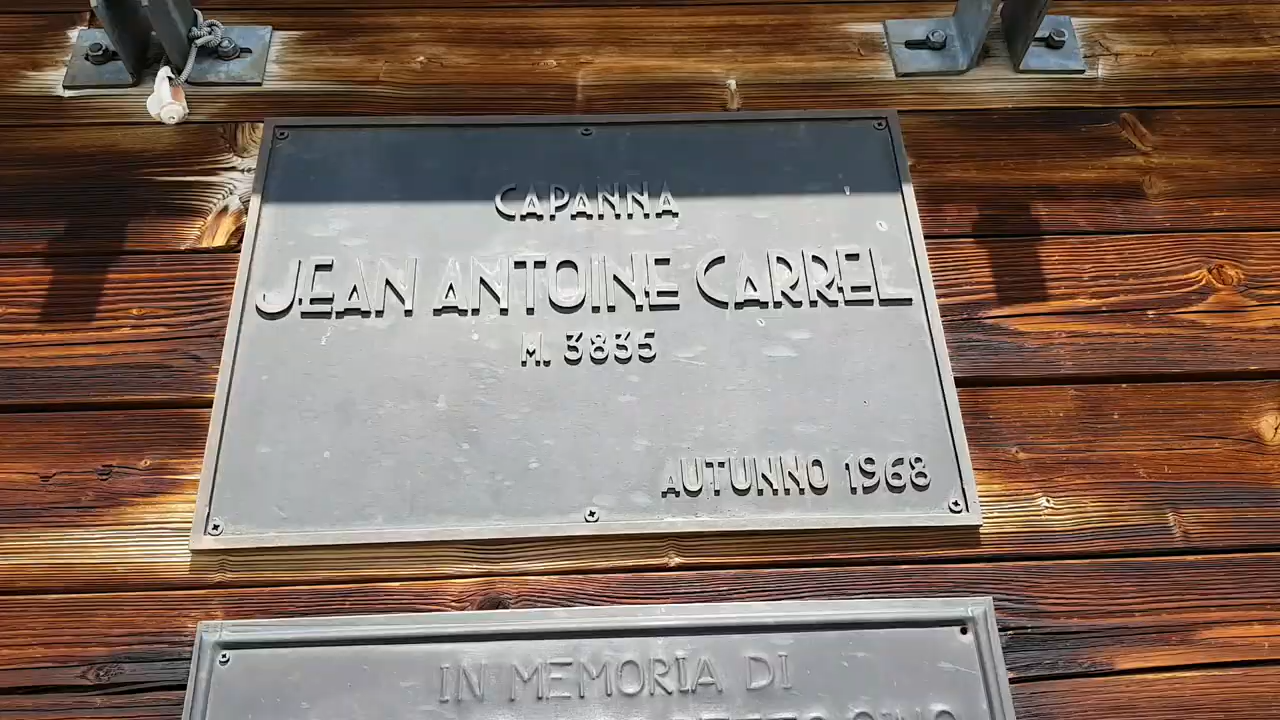 CAPANNA
JEAN ANTOINE CARREL
M. 3835
AUTUNNO 1968
IN MEMORIA DI